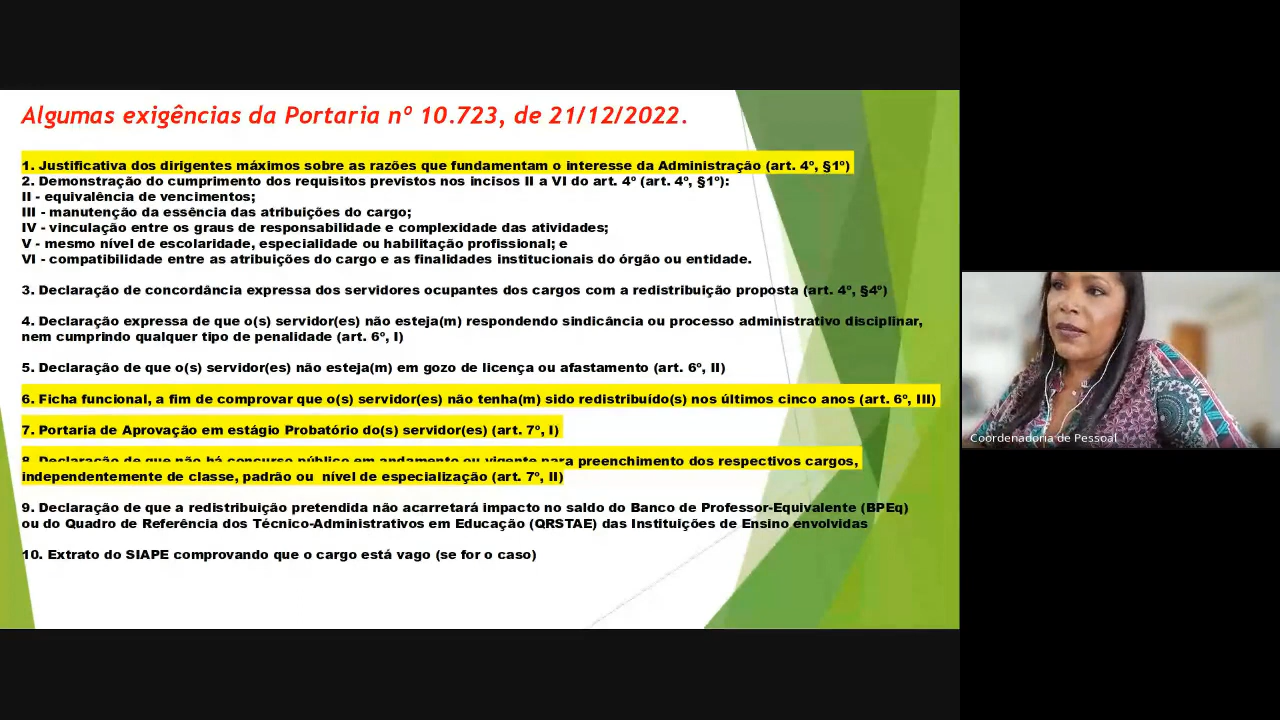 Algumas exigências da Portaria nº 10.723, de 21/12/2022.
1. Justificativa dos dirigentes máximos sobre as razões que fundamentam o interesse da Administração (art. 4º, §1º)
2. Demonstração do cumprimento dos requisitos previstos nos incisos II a VI do art. 4º (art. 4º, §1º):
II - equivalência de vencimentos;
III - manutenção da essência das atribuições do cargo;
IV - vinculação entre os graus de responsabilidade e complexidade das atividades;
V - mesmo nível de escolaridade, especialidade ou habilitação profissional; e
VI - compatibilidade entre as atribuições do cargo e as finalidades institucionais do órgão ou entidade.
3. Declaração de concordância expressa dos servidores ocupantes dos cargos com a redistribuição proposta (art. 4º, §4º)
4. Declaração expressa de que o(s) servidor(es) não esteja(m) respondendo sindicância ou processo administrativo disciplinar,
nem cumprindo qualquer tipo de penalidade (art. 6º, I)
5. Declaração de que o(s) servidor(es) não esteja(m) em gozo de licença ou afastamento (art. 6º, II)
6. Ficha funcional, a fim de comprovar que o(s) servidor(es) não tenha(m) sido redistribuído(s) nos últimos cinco anos (art. 6º, III)
7. Portaria de Aprovação em estágio Probatório do(s) servidor(es) (art. 7º, I)
8. Declaração de que não há concurso público em andamento ou vigente para preenchimento dos respectivos cargos,
independentemente de classe, padrão ou nível de especialização (art. 7º, II)
9. Declaração de que a redistribuição pretendida não acarretará impacto no saldo do Banco de Professor-Equivalente (BPEq)
ou do Quadro de Referência dos Técnico-Administrativos em Educação (QRSTAE) das Instituições de Ensino envolvidas
10. Extrato do SIAPE comprovando que o cargo está vago (se for o caso)
Coordenadoria de Pessoal